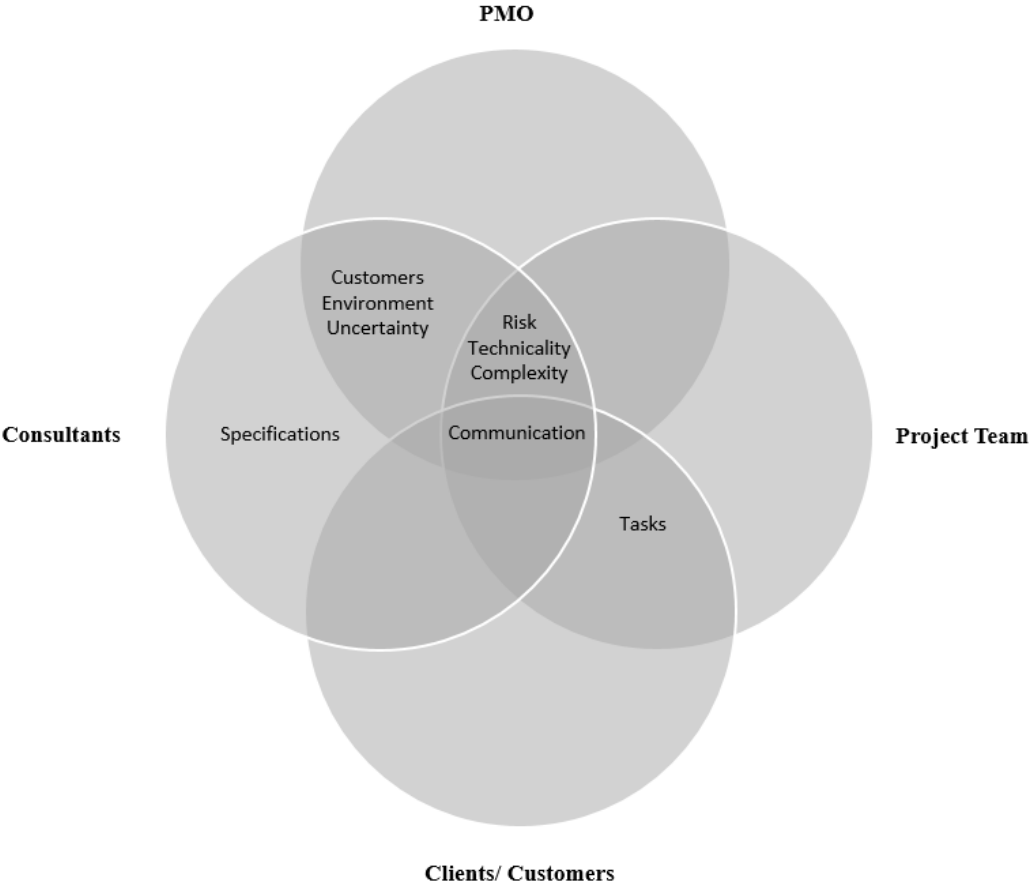 PMO
Customers
Environment
Uncertainty
Risk
Technicality
Complexity
Consultants
Specifications
Communication
Project Team
Tasks
Clients/ Customers